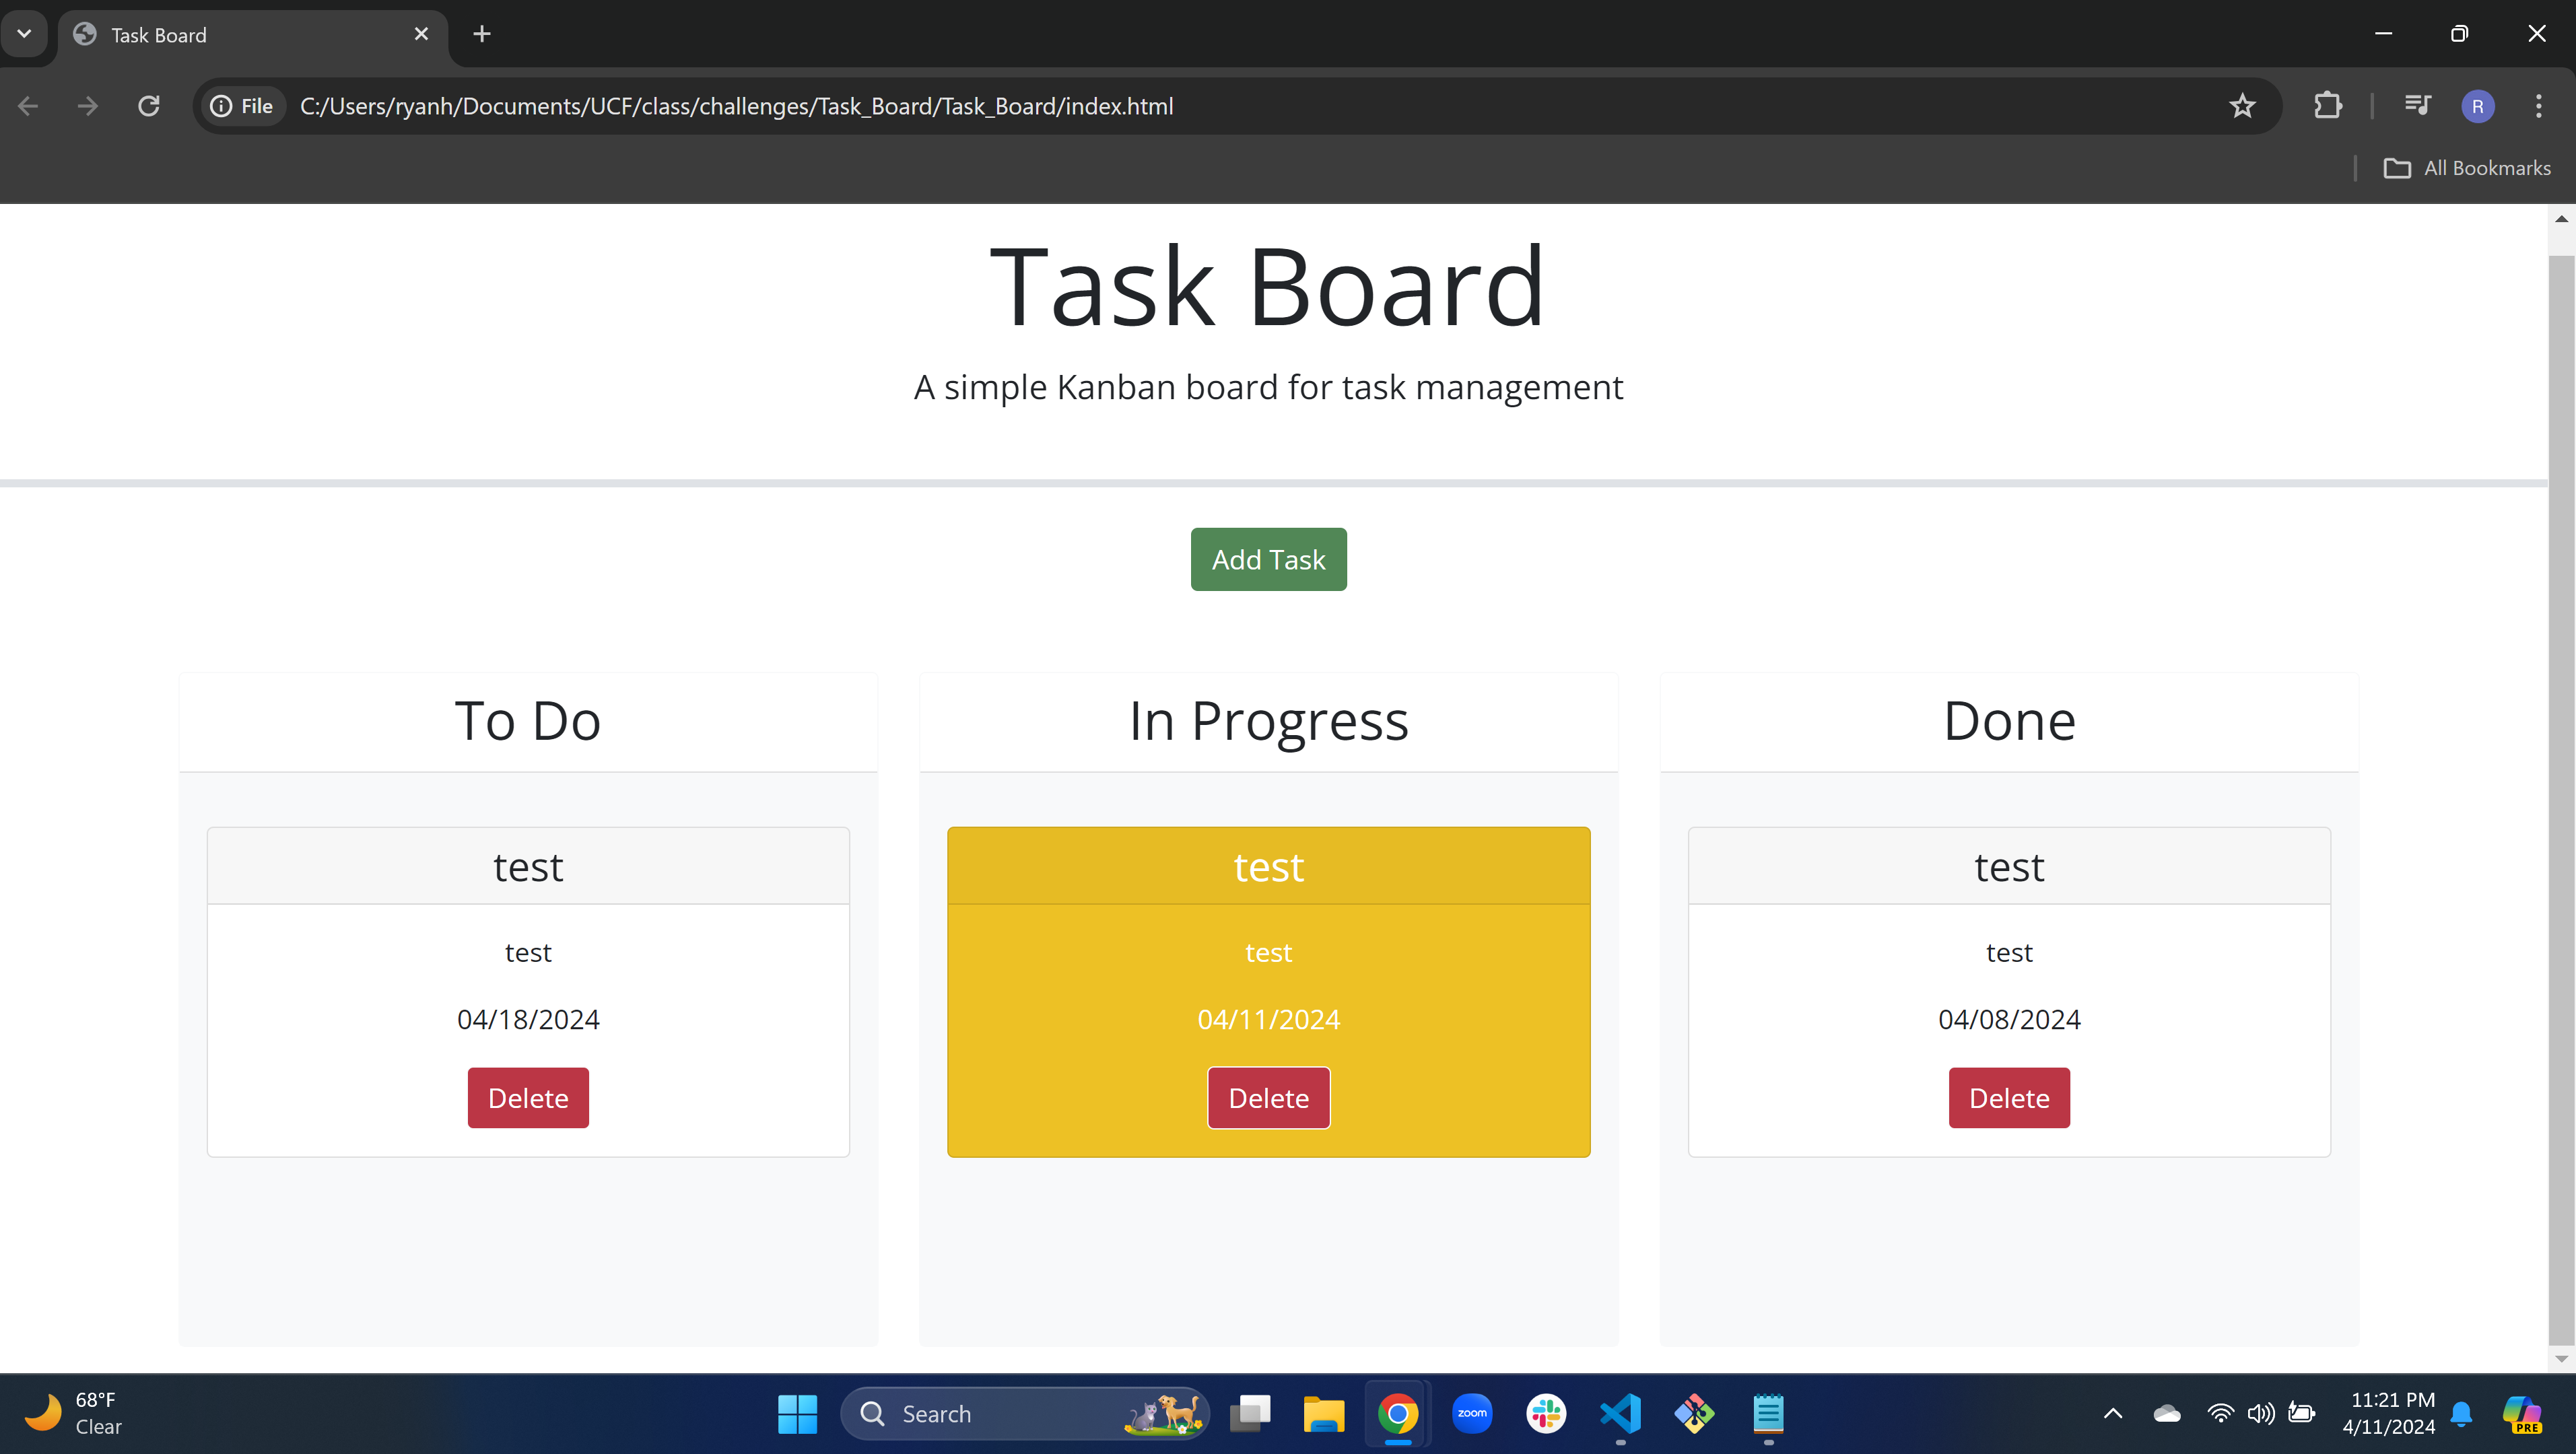 Task Board
File
C:/Users/ryanh/Documents/UCF/class/challenges/Task_Board/Task_Board/index.html
R
All Bookmarks
Task Board
A simple Kanban board for task management
Add Task
To Do
test
test
04/18/2024
Delete
In Progress
test
test
04/11/2024
Delete
Done
test
test
04/08/2024
Delete
68°F
Clear
Search
zoom
11:21 PM
4/11/2024
PRE